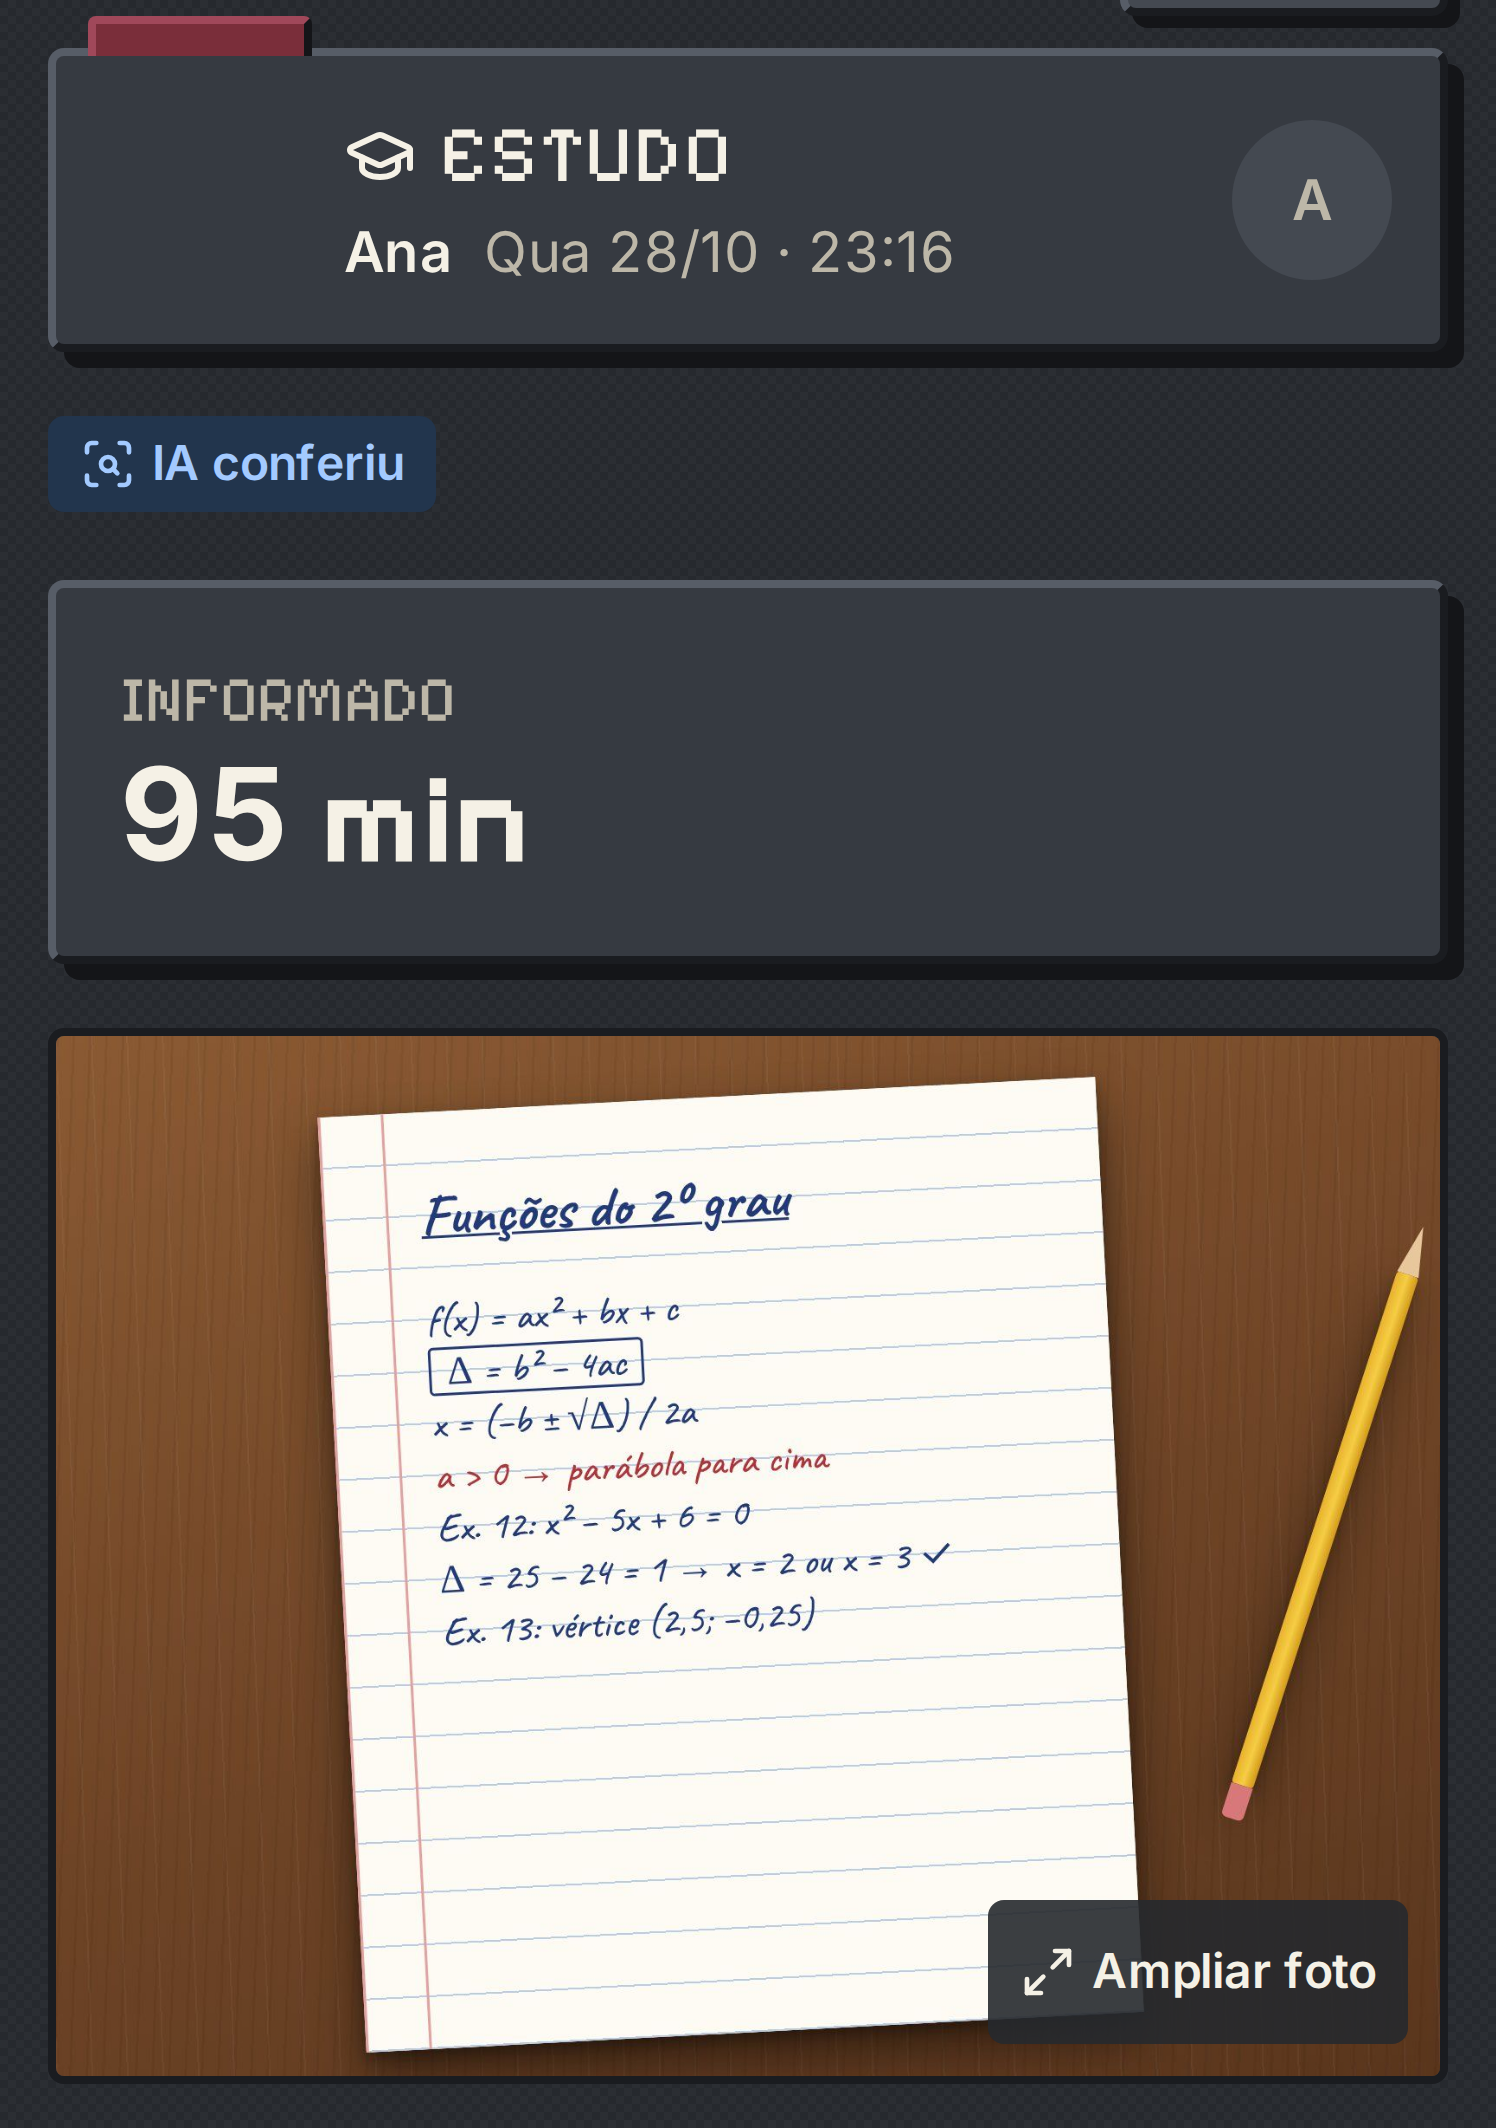 ESTUDO
Ana Qua 28/10 · 23:16
A
IA conferiu
INFORMADO
95 min
Funções do 2º grau
f(x) = ax² + bx + c
Δ = b² − 4ac
x = (−b ± √Δ) / 2a
a > 0 → parábola para cima
Ex. 12: x² − 5x + 6 = 0
Δ = 25 − 24 = 1 → x = 2 ou x = 3 ✓
Ex. 13: vértice (2,5; −0,25)
Ampliar foto